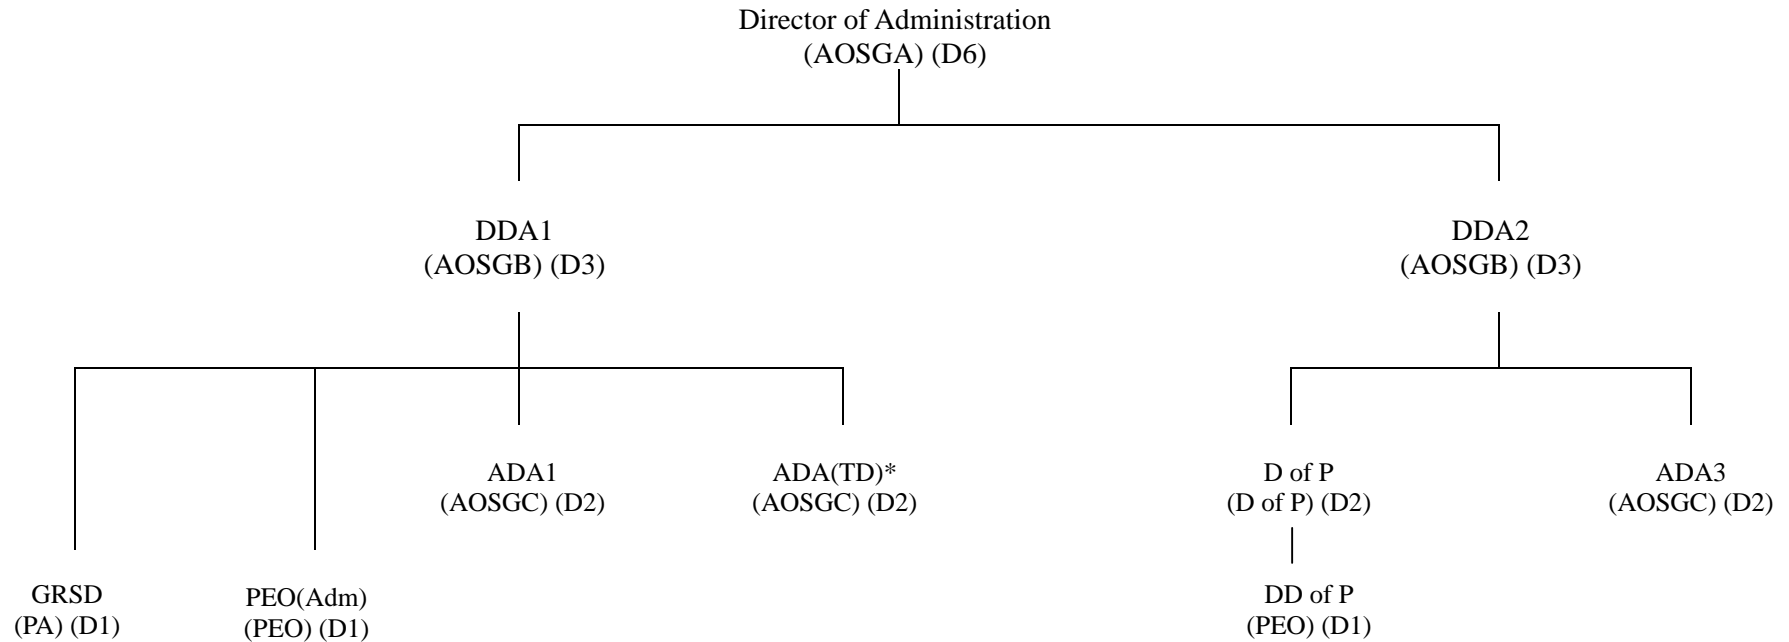 Director of Administration
(AOSGA) (D6)
DDA1
(AOSGB) (D3)
DDA2
(AOSGB) (D3)
ADA1
(AOSGC) (D2)
ADA(TD)*
(AOSGC) (D2)
D of P
(D of P) (D2)
ADA3
(AOSGC) (D2)
GRSD
(PA) (D1)
PEO(Adm)
(PEO) (D1)
DD of P
(PEO) (D1)